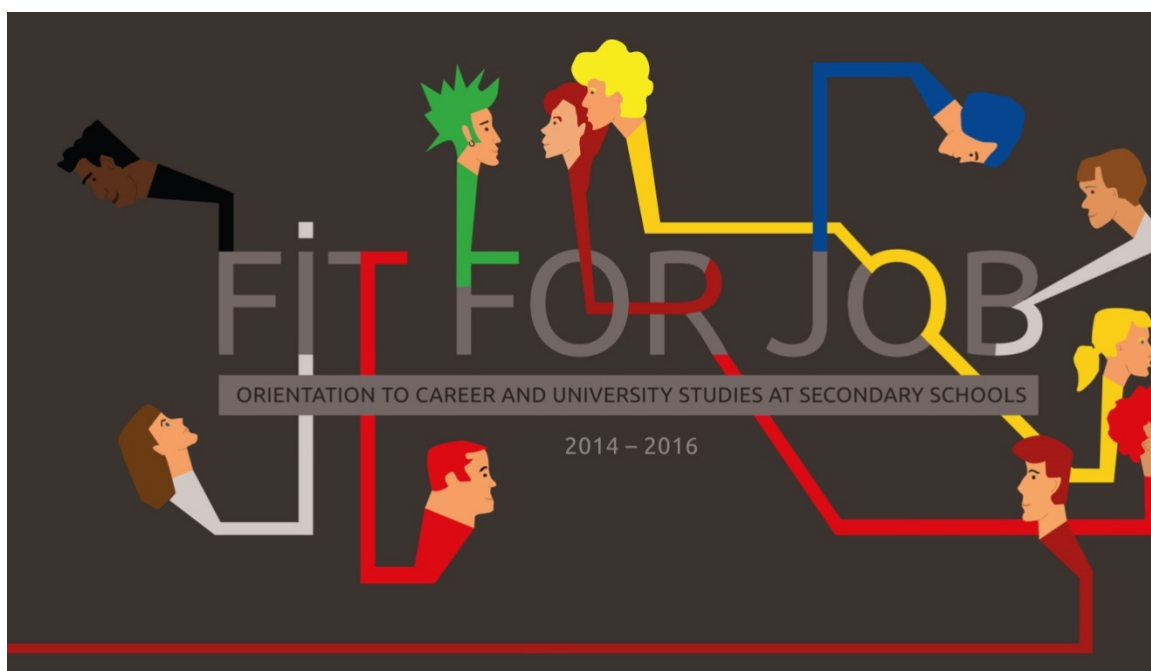 FiT FOR JOB
ORIENTATION TO CAREER AND UNIVERSITY STUDIES AT SECONDARY SCHOOLS
2014 – 2016